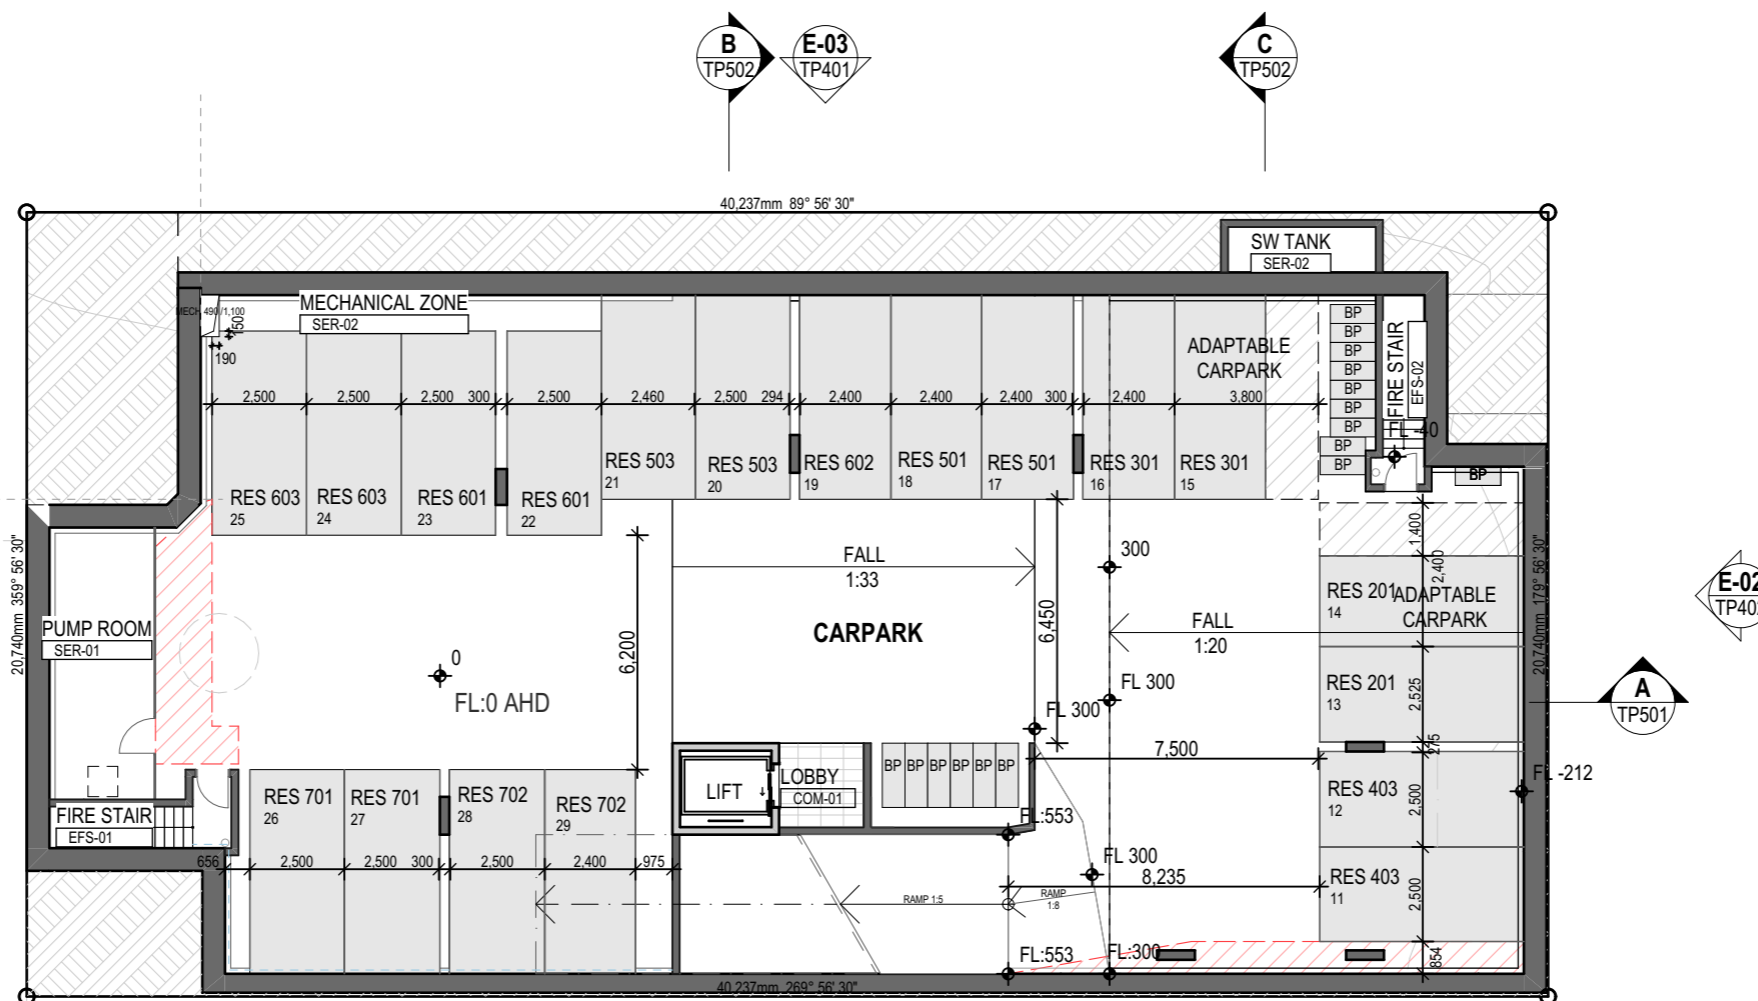 B
TP502
E-03
TP401
C
TP502
40,237mm 89° 56' 30"
SW TANK
SER-02
MECHANICAL ZONE
SER-02
MECH 490 /1,100
150
190
BP
BP
BP
BP
BP
BP
BP
BP
BP
BP
FIRE STAIR
EFS-02
FL -40
ADAPTABLE
CARPARK
2,500
2,500
2,500
300
2,500
2,460
2,500
294
2,400
2,400
2,400
300
2,400
3,800
RES 603
25
RES 603
24
RES 601
23
RES 601
22
RES 503
21
RES 503
20
RES 602
19
RES 501
18
RES 501
17
RES 301
16
RES 301
15
20,740mm 359° 56' 30"
PUMP ROOM
SER-01
0
FL:0 AHD
6,200
FALL
1:33
CARPARK
6,450
300
FALL
1:20
FL 300
FL 300
7,500
1,400
2,400
RES 201
14
ADAPTABLE
CARPARK
RES 201
13
2,525
275
RES 403
12
2,500
RES 403
11
2,500
854
20,740mm 179° 56' 30"
E-02
A
TP501
FL -212
FIRE STAIR
EFS-01
RES 701
26
RES 701
27
RES 702
28
RES 702
29
656
2,500
2,500
300
2,500
2,400
975
LIFT
LOBBY
COM-01
BP
BP
BP
BP
BP
BP
FL:553
FL 300
8,235
RAMP 1:5
RAMP
1:8
FL:553
FL:300
40,237mm 269° 56' 30"